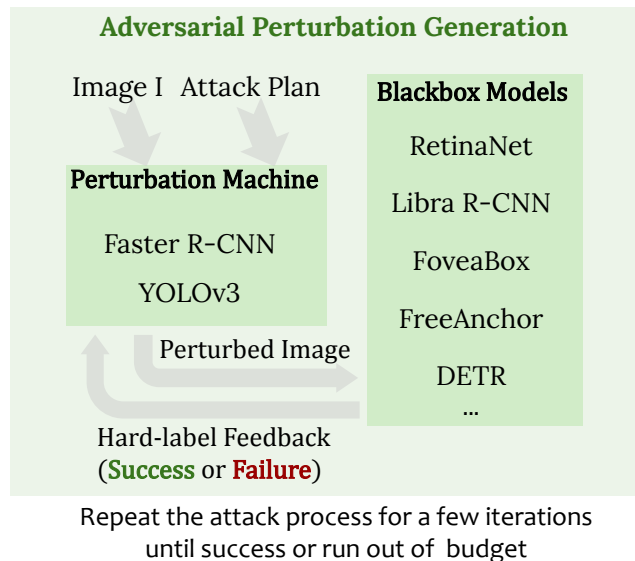 Adversarial Perturbation Generation
Image I Attack Plan
Perturbation Machine
Faster R-CNN
YOLOv3
Blackbox Models
RetinaNet
Libra R-CNN
FoveaBox
FreeAnchor
DETR
...
Perturbed Image
Hard-label Feedback
(Success or Failure)
Repeat the attack process for a few iterations
until success or run out of budget